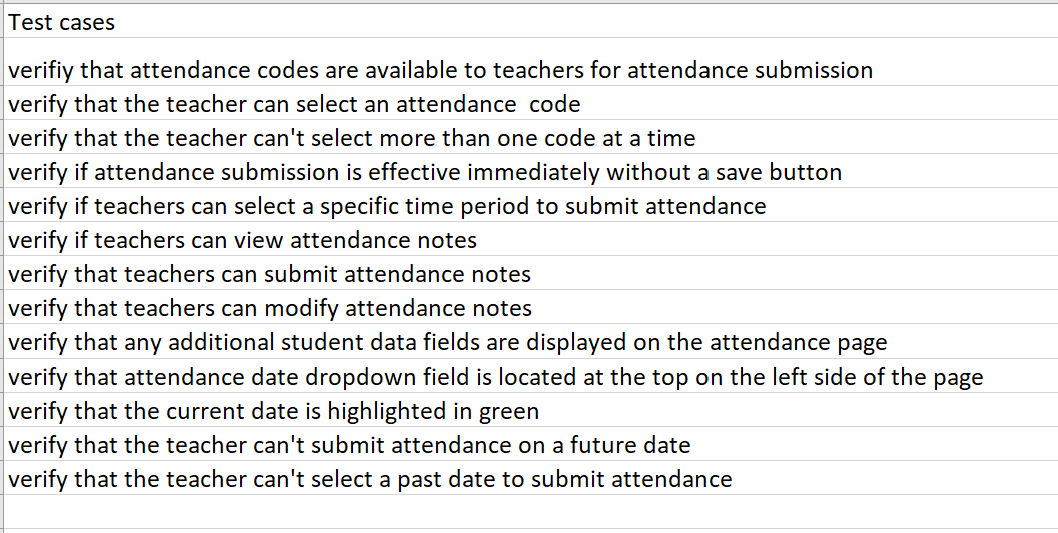 Test cases
verifiy that attendance codes are available to teachers for attendance submission
verify that the teacher can select an attendance  code
verify that the teacher can't select more than one code at a time
verify if attendance submission is effective immediately without a save button
verify if teachers can select a specific time period to submit attendance
verify if teachers can view attendance notes
verify that teachers can submit attendance notes
verify that teachers can modify attendance notes
verify that any additional student data fields are displayed on the attendance page
verify that attendance date dropdown field is located at the top on the left side of the page
verify that the current date is highlighted in green
verify that the teacher can't submit attendance on a future date
verify that the teacher can't select a past date to submit attendance